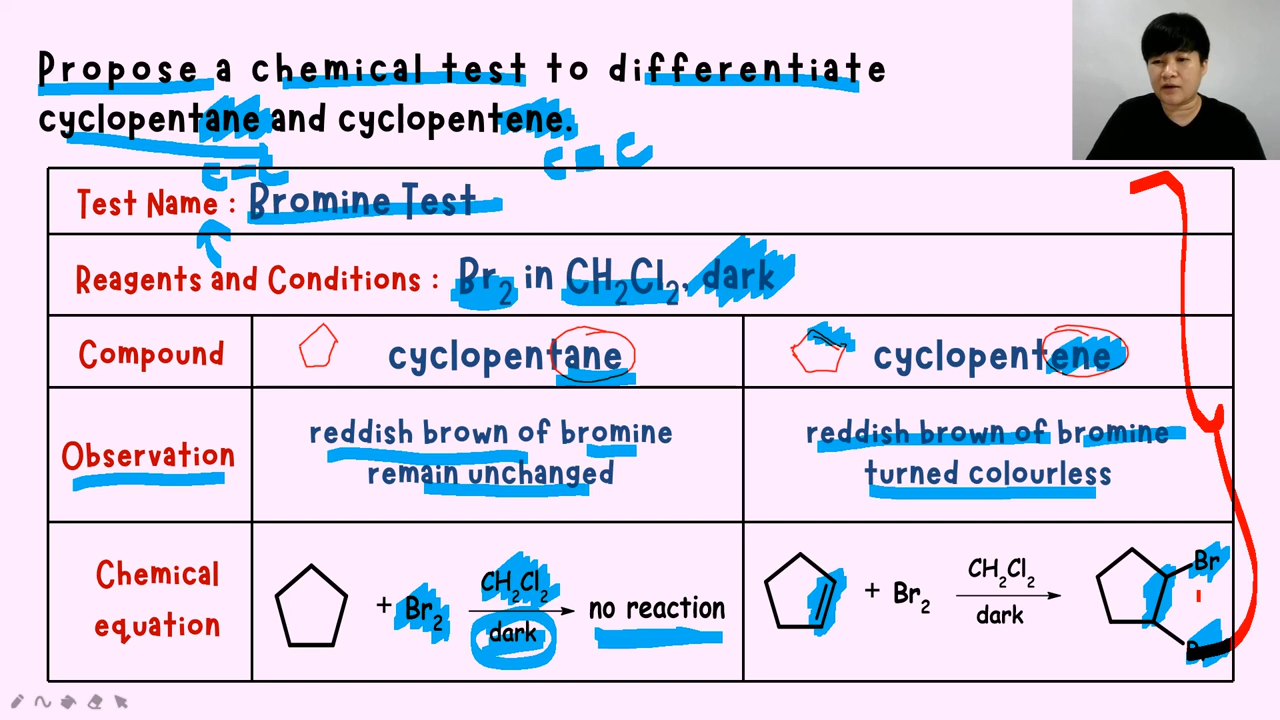 Propose a chemical test to differentiate
cyclopentane and cyclopentene.
C-C
C=C
Test Name : Bromine Test
Reagents and Conditions : Br2 in CH2Cl2, dark
Compound
cyclopentane
cyclopentene
Observation
reddish brown of bromine
remain unchanged
reddish brown of bromine
turned colourless
Chemical
equation
+ Br2
CH2Cl2
dark
no reaction
+ Br2
CH2Cl2
dark
Br